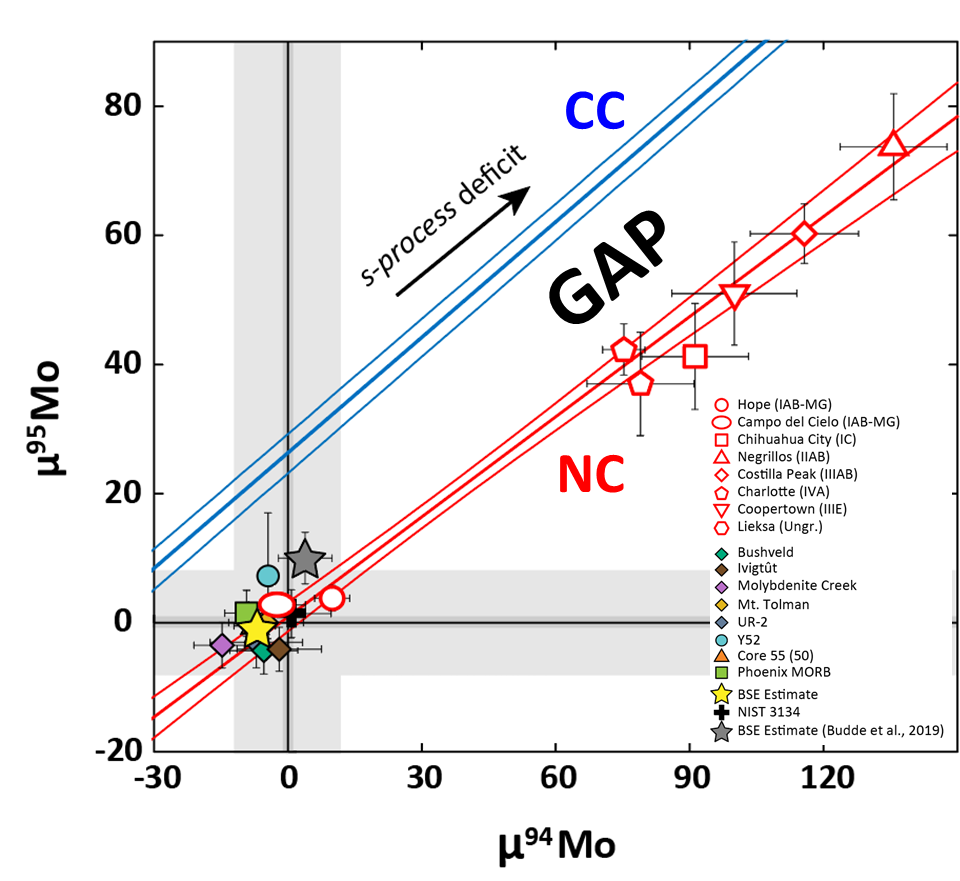 80
60
40
20
0
-20
-30
0
30
60
90
120
μ95Mo
μ94Mo
CC
s-process deficit
GAP
NC
Hope (IAB-MG)
Campo del Cielo (IAB-MG)
Chihuahua City (IC)
Negrillos (IIAB)
Costilla Peak (IIIAB)
Charlotte (IVA)
Coopertown (IIIE)
Lieksa (Ungr.)
Bushveld
Ivigtût
Molybdenite Creek
Mt. Tolman
UR-2
Y52
Core 55 (50)
Phoenix MORB
BSE Estimate
NIST 3134
BSE Estimate (Budde et al., 2019)